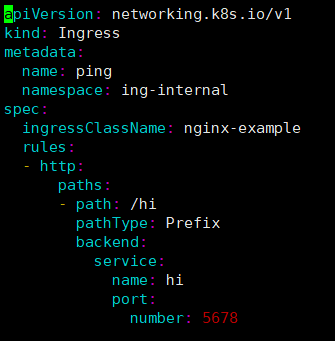 apiVersion: networking.k8s.io/v1
kind: Ingress
metadata:
  name: ping
  namespace: ing-internal
spec:
  ingressClassName: nginx-example
  rules:
  - http:
      paths:
      - path: /hi
        pathType: Prefix
        backend:
          service:
            name: hi
            port:
              number: 5678